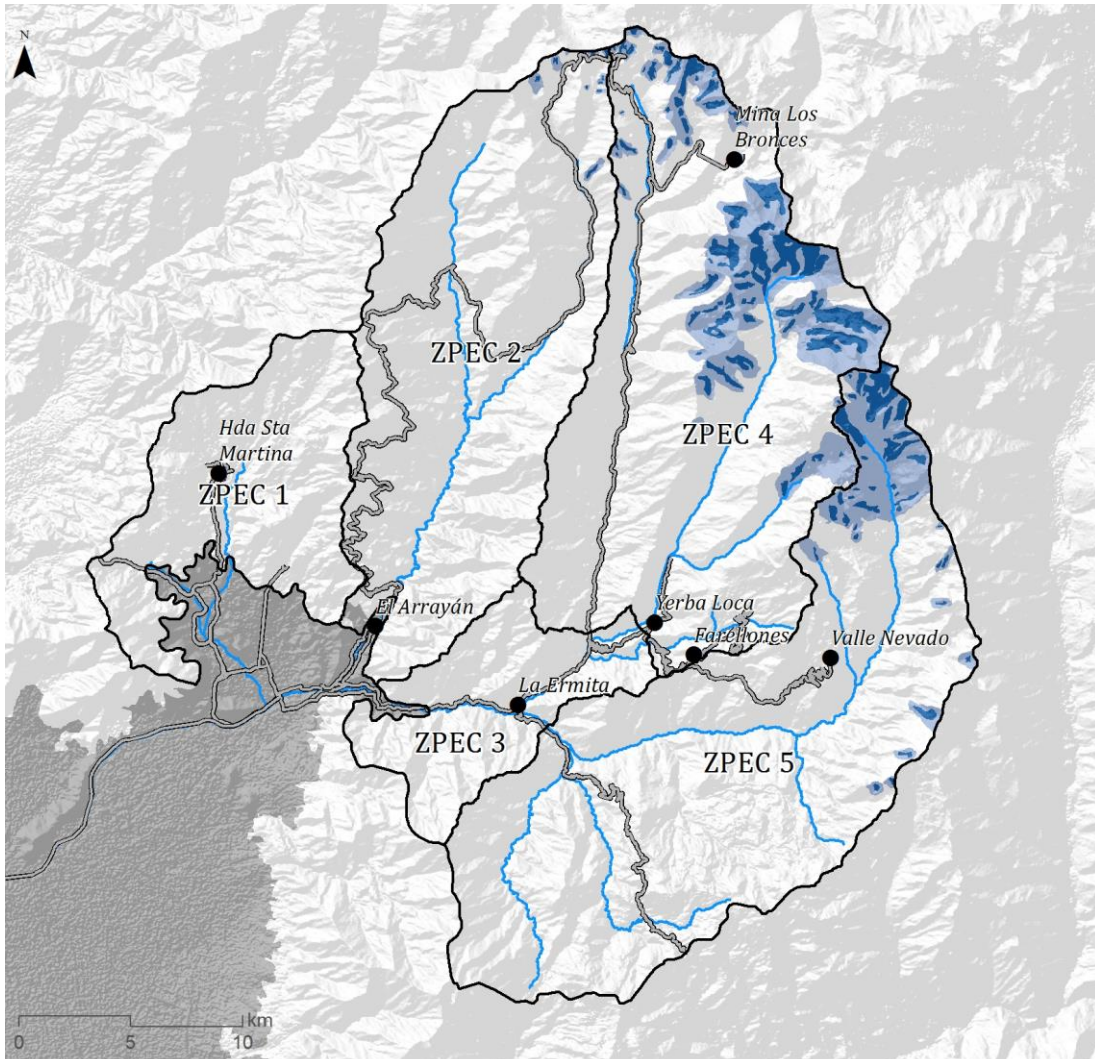 N
Mina Los
Bronces
ZPEC 2
Hda Sta
Martina
ZPEC 4
ZPEC 1
El Arrayán
Yerba Loca
Farellones
Valle Nevado
La Ermita
ZPEC 3
ZPEC 5
km
0 5 10